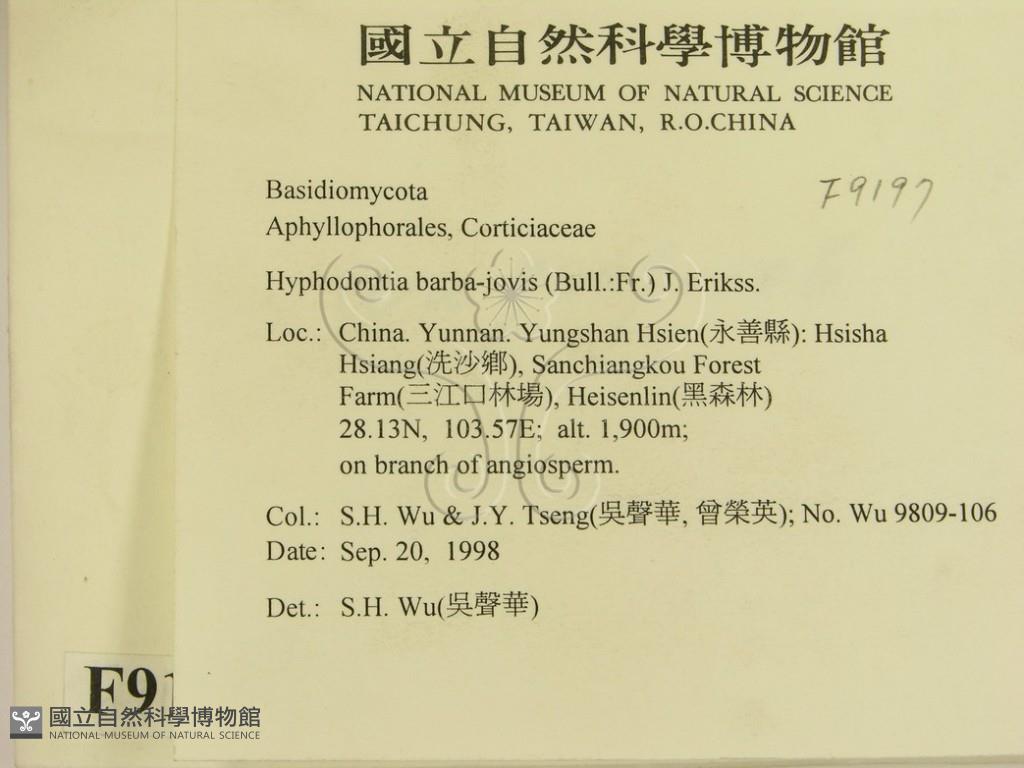 國立自然科學博物館
NATIONAL MUSEUM OF NATURAL SCIENCE
TAICHUNG, TAIWAN, R.O.CHINA
F9197
Basidiomycota
Aphyllophorales, Corticiaceae
Hyphodontia barba-jovis (Bull.:Fr.) J. Erikss.
Loc.: China. Yunnan. Yungshan Hsien(永善縣): Hsisha
Hsiang(洗沙鄉), Sanchiangkou Forest
Farm(三江口林場), Heisenlin(黑森林)
28.13N, 103.57E; alt. 1,900m;
on branch of angiosperm.
Col.: S.H. Wu & J.Y. Tseng(吳聲華, 曾榮英); No. Wu 9809-106
Date: Sep. 20, 1998
Det.: S.H. Wu(吳聲華)
國立自然科學博物館
NATIONAL MUSEUM OF NATURAL SCIENCE